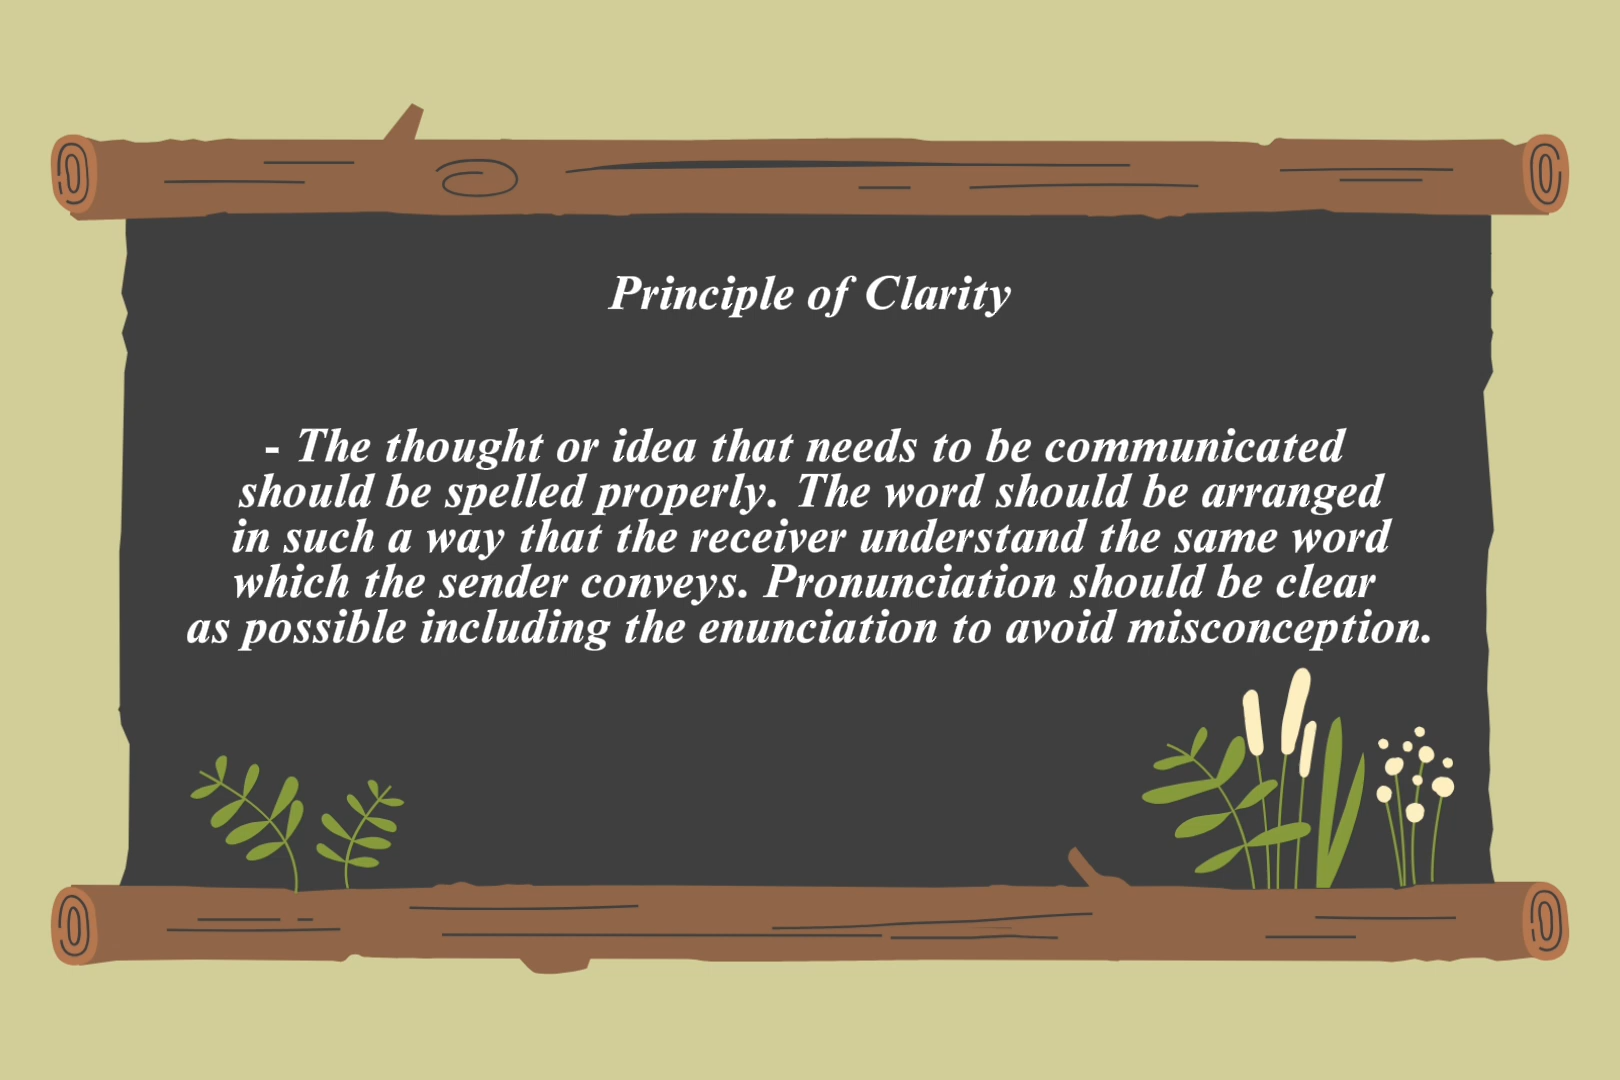 Principle of Clarity
- The thought or idea that needs to be communicated
should be spelled properly. The word should be arranged
in such a way that the receiver understand the same word
which the sender conveys. Pronunciation should be clear
as possible including the enunciation to avoid misconception.